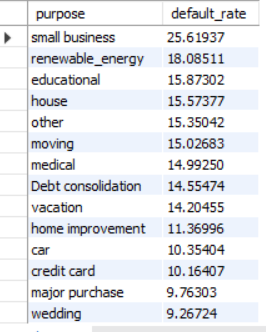 purpose default_rate
small business 25.61937
renewable_energy 18.08511
educational 15.87302
house 15.57377
other 15.35042
moving 15.02683
medical 14.99250
Debt consolidation 14.55474
vacation 14.20455
home improvement 11.36996
car 10.35404
credit card 10.16407
major purchase 9.76303
wedding 9.26724